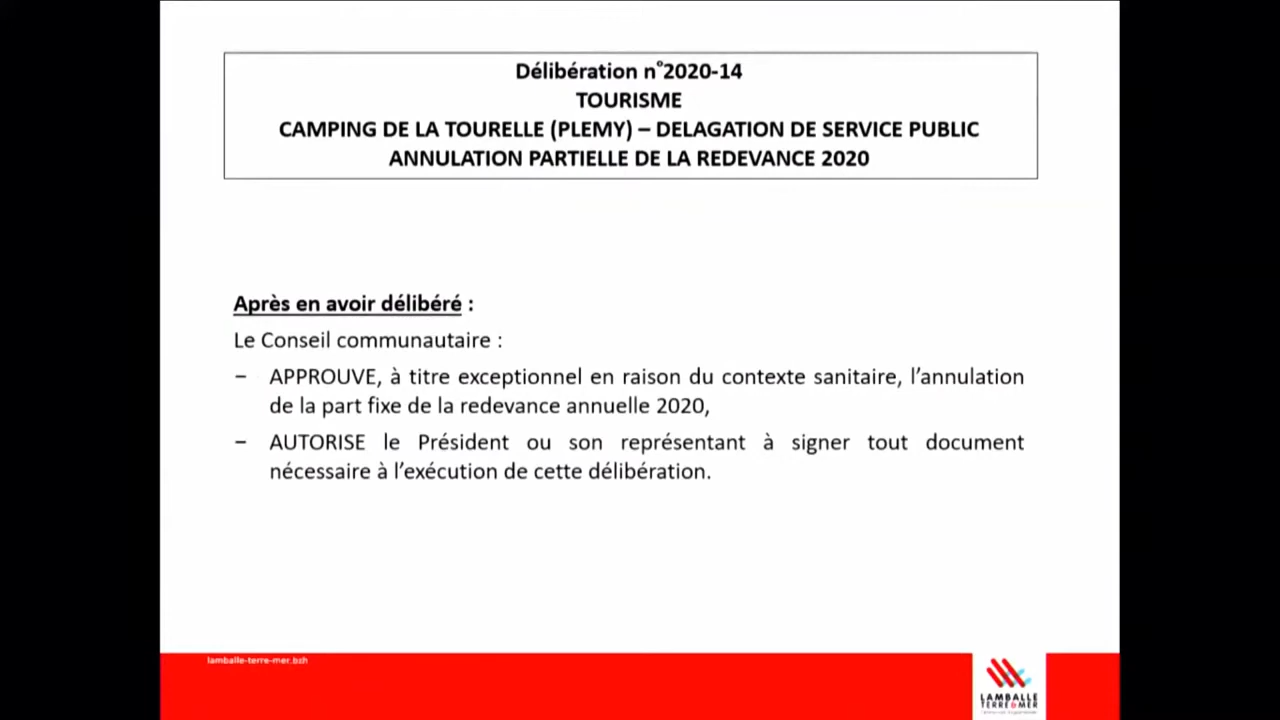 Délibération n°2020-14
TOURISME
CAMPING DE LA TOURELLE (PLEMY) – DELAGATION DE SERVICE PUBLIC
ANNULATION PARTIELLE DE LA REDEVANCE 2020
Après en avoir délibéré :
Le Conseil communautaire :
– APPROUVE, à titre exceptionnel en raison du contexte sanitaire, l’annulation
de la part fixe de la redevance annuelle 2020,
– AUTORISE le Président ou son représentant à signer tout document
nécessaire à l’exécution de cette délibération.
lamballe-terre-mer.bzh
LAMBALLE
TERRE & MER